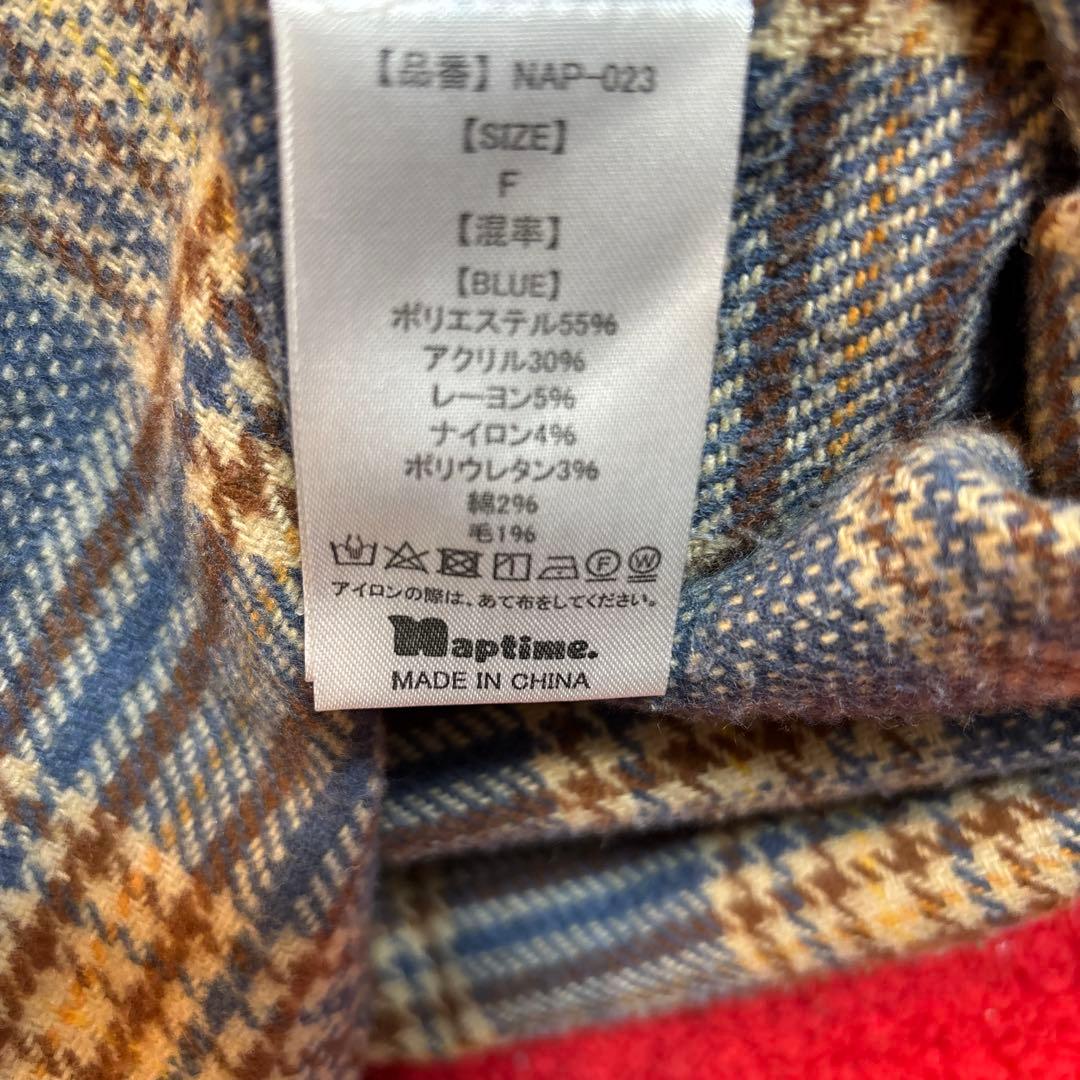 【品番】 NAP-023
【SIZE】
F
【混率】
【BLUE】
ポリエステル55%
アクリル30%
レーヨン5%
ナイロン4%
ポリウレタン3%
綿2%
毛1%
F W
アイロンの際は、あて布をしてください。
Naptime.
MADE IN CHINA